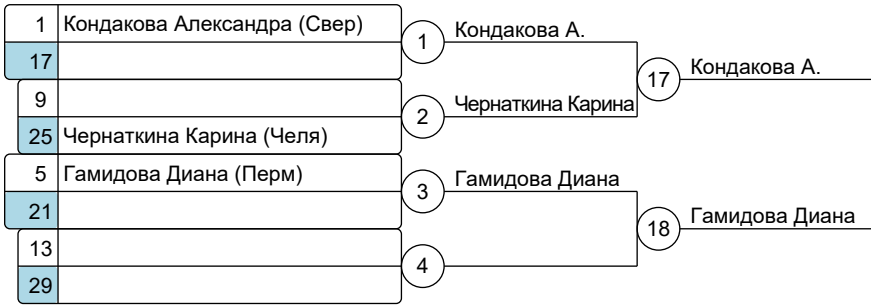 1 Кондакова Александра (Свер)
17
1
Кондакова А.
9
25 Чернаткина Карина (Челя)
2
Чернаткина Карина
17
Кондакова А.
5 Гамидова Диана (Перм)
21
3
Гамидова Диана
13
29
4
18
Гамидова Диана